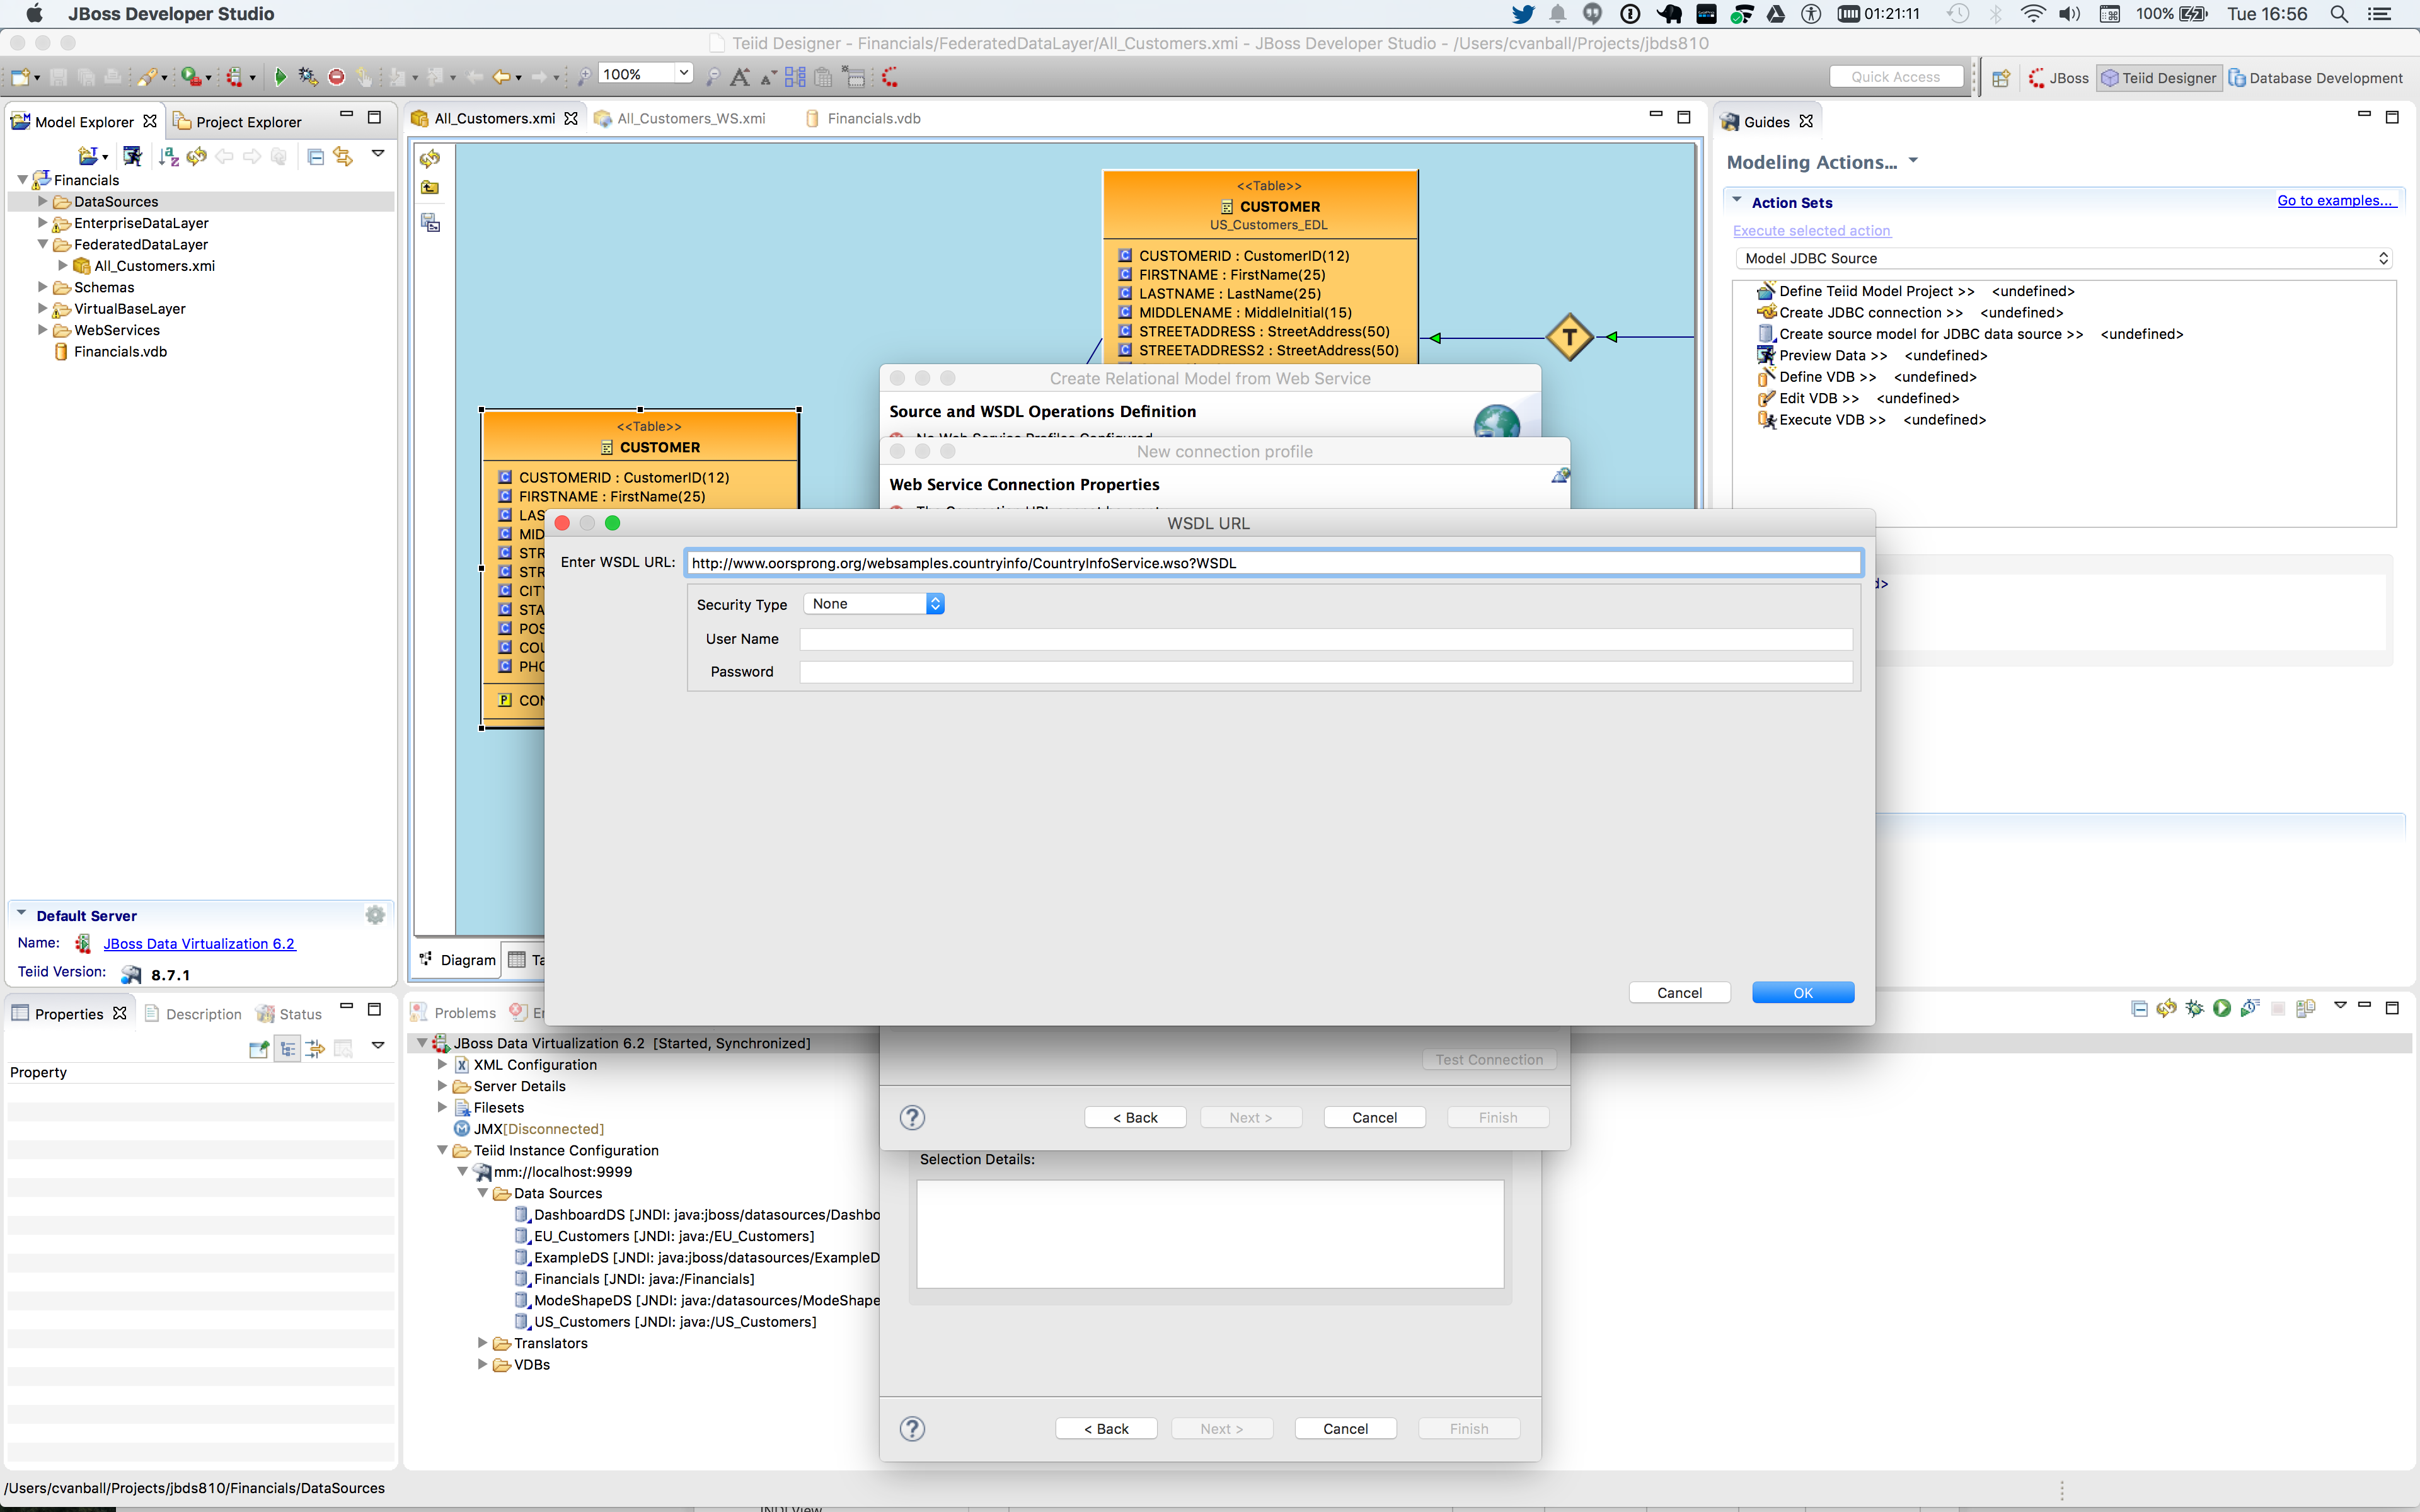 JBoss Developer Studio
01:21:11
100%
Tue 16:56
Teiid Designer - Financials/FederatedDataLayer/All_Customers.xmi - JBoss Developer Studio - /Users/cvanball/Projects/jbds810
100%
Quick Access
JBoss
Teiid Designer
Database Development
Model Explorer
Project Explorer
Financials
DataSources
EnterpriseDataLayer
FederatedDataLayer
All_Customers.xmi
Schemas
VirtualBaseLayer
WebServices
Financials.vdb
Default Server
Name:
JBoss Data Virtualization 6.2
Teiid Version:
8.7.1
All_Customers.xmi
All_Customers_WS.xmi
Financials.vdb
<<Table>>
CUSTOMER
US_Customers_EDL
CUSTOMERID : CustomerID(12)
FIRSTNAME : FirstName(25)
LASTNAME : LastName(25)
MIDDLENAME : MiddleInitial(15)
STREETADDRESS : StreetAddress(50)
STREETADDRESS2 : StreetAddress(50)
T
<<Table>>
CUSTOMER
CUSTOMERID : CustomerID(12)
FIRSTNAME : FirstName(25)
LAS
MID
STR
STR
CIT
STA
POS
COU
PHO
CON
Diagram
Ta
Create Relational Model from Web Service
Source and WSDL Operations Definition
No Web Service Profiles Configured
New connection profile
Web Service Connection Properties
WSDL URL
Enter WSDL URL:
http://www.oorsprong.org/websamples.countryinfo/CountryInfoService.wso?WSDL
Security Type
None
User Name
Password
Cancel
OK
Test Connection
< Back
Next >
Cancel
Finish
Selection Details:
< Back
Next >
Cancel
Finish
Guides
Modeling Actions...
Action Sets
Go to examples...
Execute selected action
Model JDBC Source
Define Teiid Model Project >> <undefined>
Create JDBC connection >> <undefined>
Create source model for JDBC data source >> <undefined>
Preview Data >> <undefined>
Define VDB >> <undefined>
Edit VDB >> <undefined>
Execute VDB >> <undefined>
d>
Properties
Description
Status
Property
Problems
JBoss Data Virtualization 6.2 [Started, Synchronized]
XML Configuration
Server Details
Filesets
JMX[Disconnected]
Teiid Instance Configuration
mm://localhost:9999
Data Sources
DashboardDS [JNDI: java:jboss/datasources/Dashbo
EU_Customers [JNDI: java:/EU_Customers]
ExampleDS [JNDI: java:jboss/datasources/ExampleD
Financials [JNDI: java:/Financials]
ModeShapeDS [JNDI: java:/datasources/ModeShape
US_Customers [JNDI: java:/US_Customers]
Translators
VDBs
/Users/cvanball/Projects/jbds810/Financials/DataSources